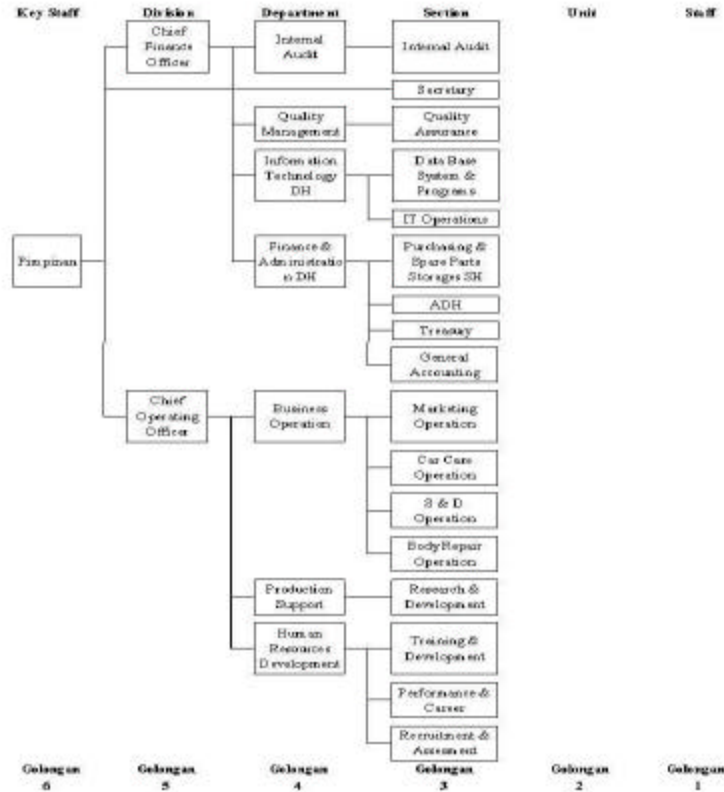 Key Staff Division Department Section Unit Staff
Chief
Finance
Officer
Internal
Audit
Internal Audit
Secretary
Quality
Management
Quality
Assurance
Information
Technology
DH
Data Base
System &
Programs
IT Operations
Pimpinan
Finance &
Administratio
n DH
Purchasing &
Spare Parts
Storages SH
ADH
Treasury
General
Accounting
Chief
Operating
Officer
Business
Operation
Marketing
Operation
Car Care
Operation
S & D
Operation
Body Repair
Operation
Production
Support
Research &
Development
Human
Resources
Development
Training &
Development
Performance &
Career
Recruitment &
Assesment
Golongan Golongan Golongan Golongan Golongan Golongan
6 5 4 3 2 1